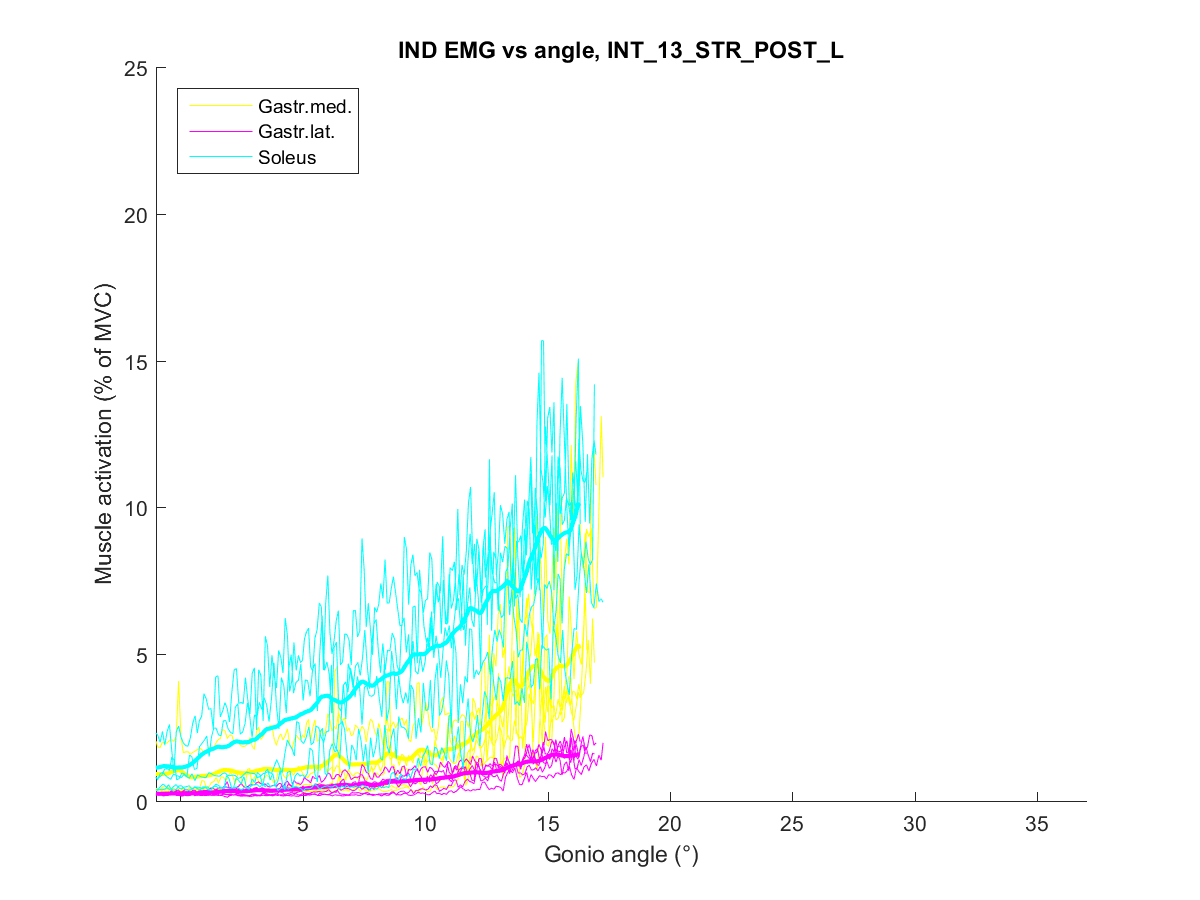 IND EMG vs angle, INT_13_STR_POST_L
25
20
15
10
5
0
Muscle activation (% of MVC)
Gastr.med.
Gastr.lat.
Soleus
0 5 10 15 20 25 30 35
Gonio angle (°)